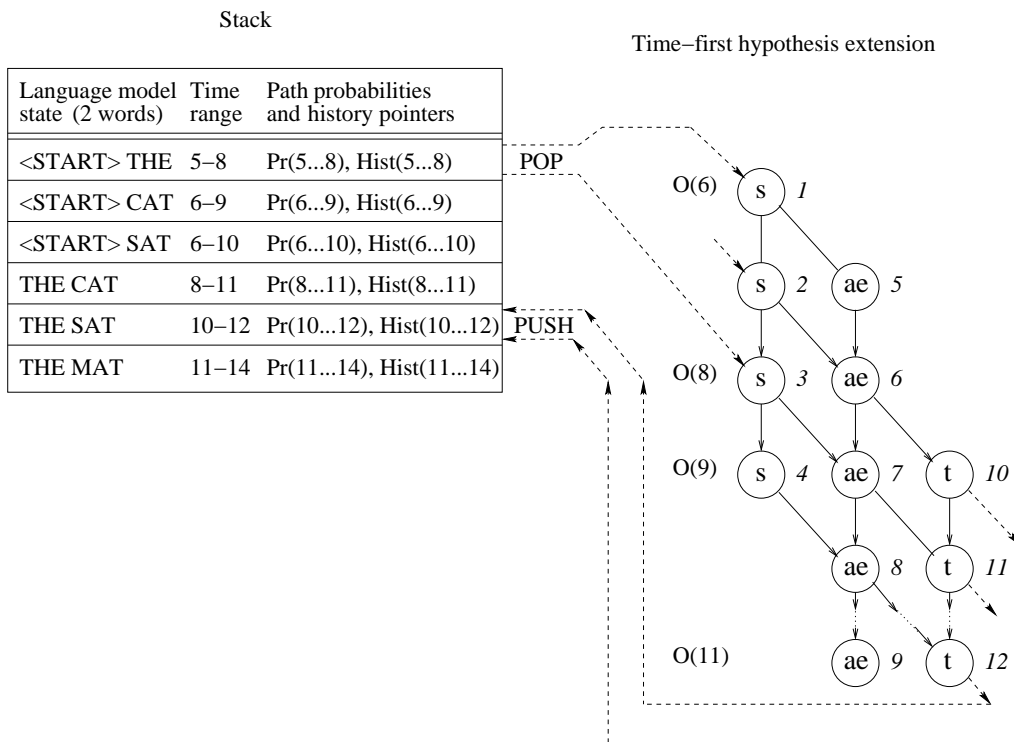 Stack
Time−first hypothesis extension
Language model Time Path probabilities
state (2 words) range and history pointers
<START> THE 5−8 Pr(5...8), Hist(5...8)
<START> CAT 6−9 Pr(6...9), Hist(6...9)
<START> SAT 6−10 Pr(6...10), Hist(6...10)
THE CAT 8−11 Pr(8...11), Hist(8...11)
THE SAT 10−12 Pr(10...12), Hist(10...12)
THE MAT 11−14 Pr(11...14), Hist(11...14)
POP
PUSH
O(6) s 1
s 2 ae 5
O(8) s 3 ae 6
O(9) s 4 ae 7 t 10
ae 8 t 11
O(11) ae 9 t 12